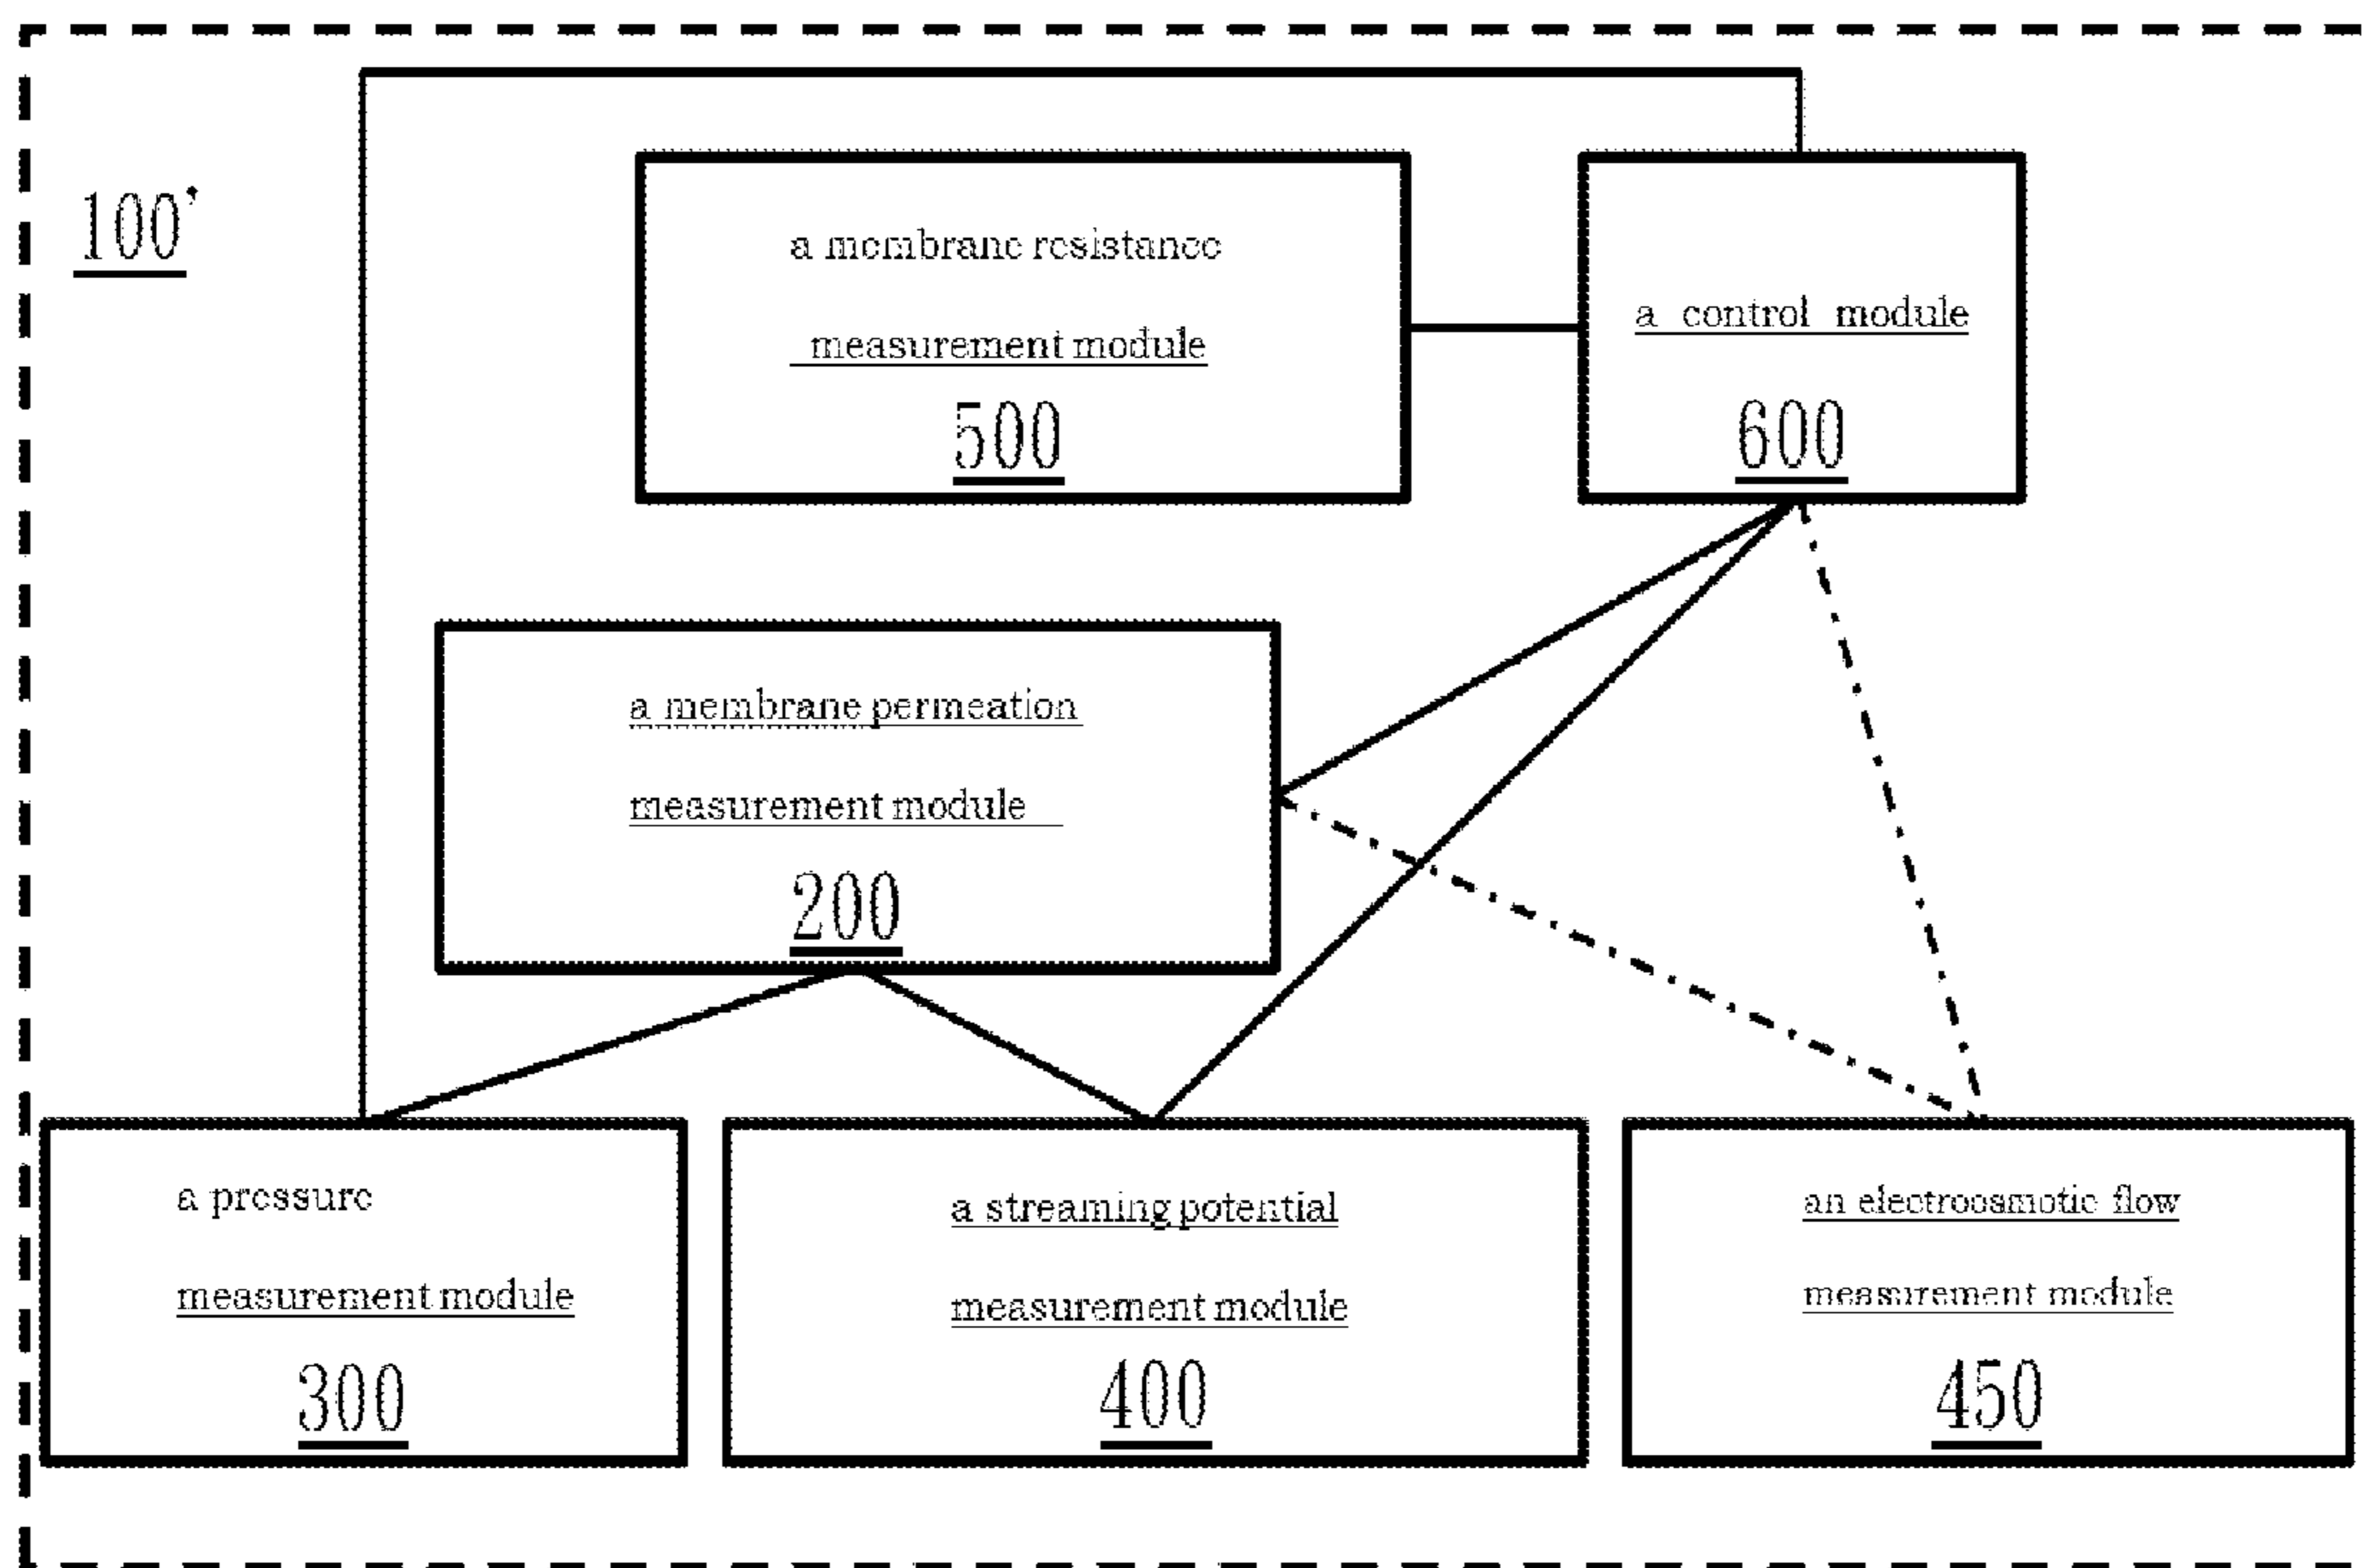 100'
a membrane resistance
measurement module
500
a control module
600
a membrane permeation
measurement module
200
a pressure
measurement module
300
a streaming potential
measurement module
400
an electroosmotic flow
measurement module
450